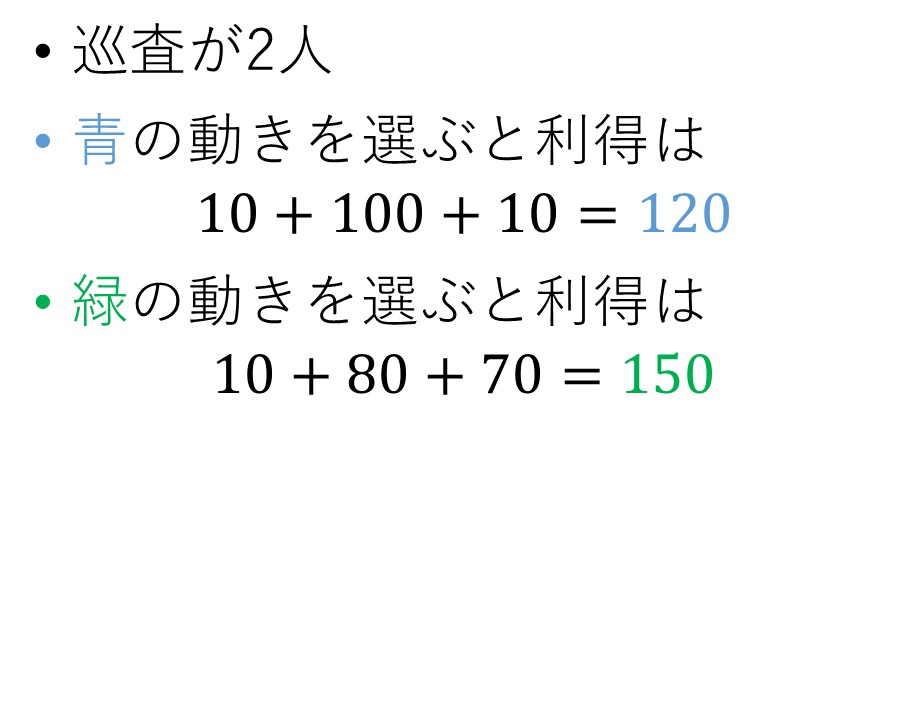 • 巡査が2人
• 青の動きを選ぶと利得は
10 + 100 + 10 = 120
• 緑の動きを選ぶと利得は
10 + 80 + 70 = 150